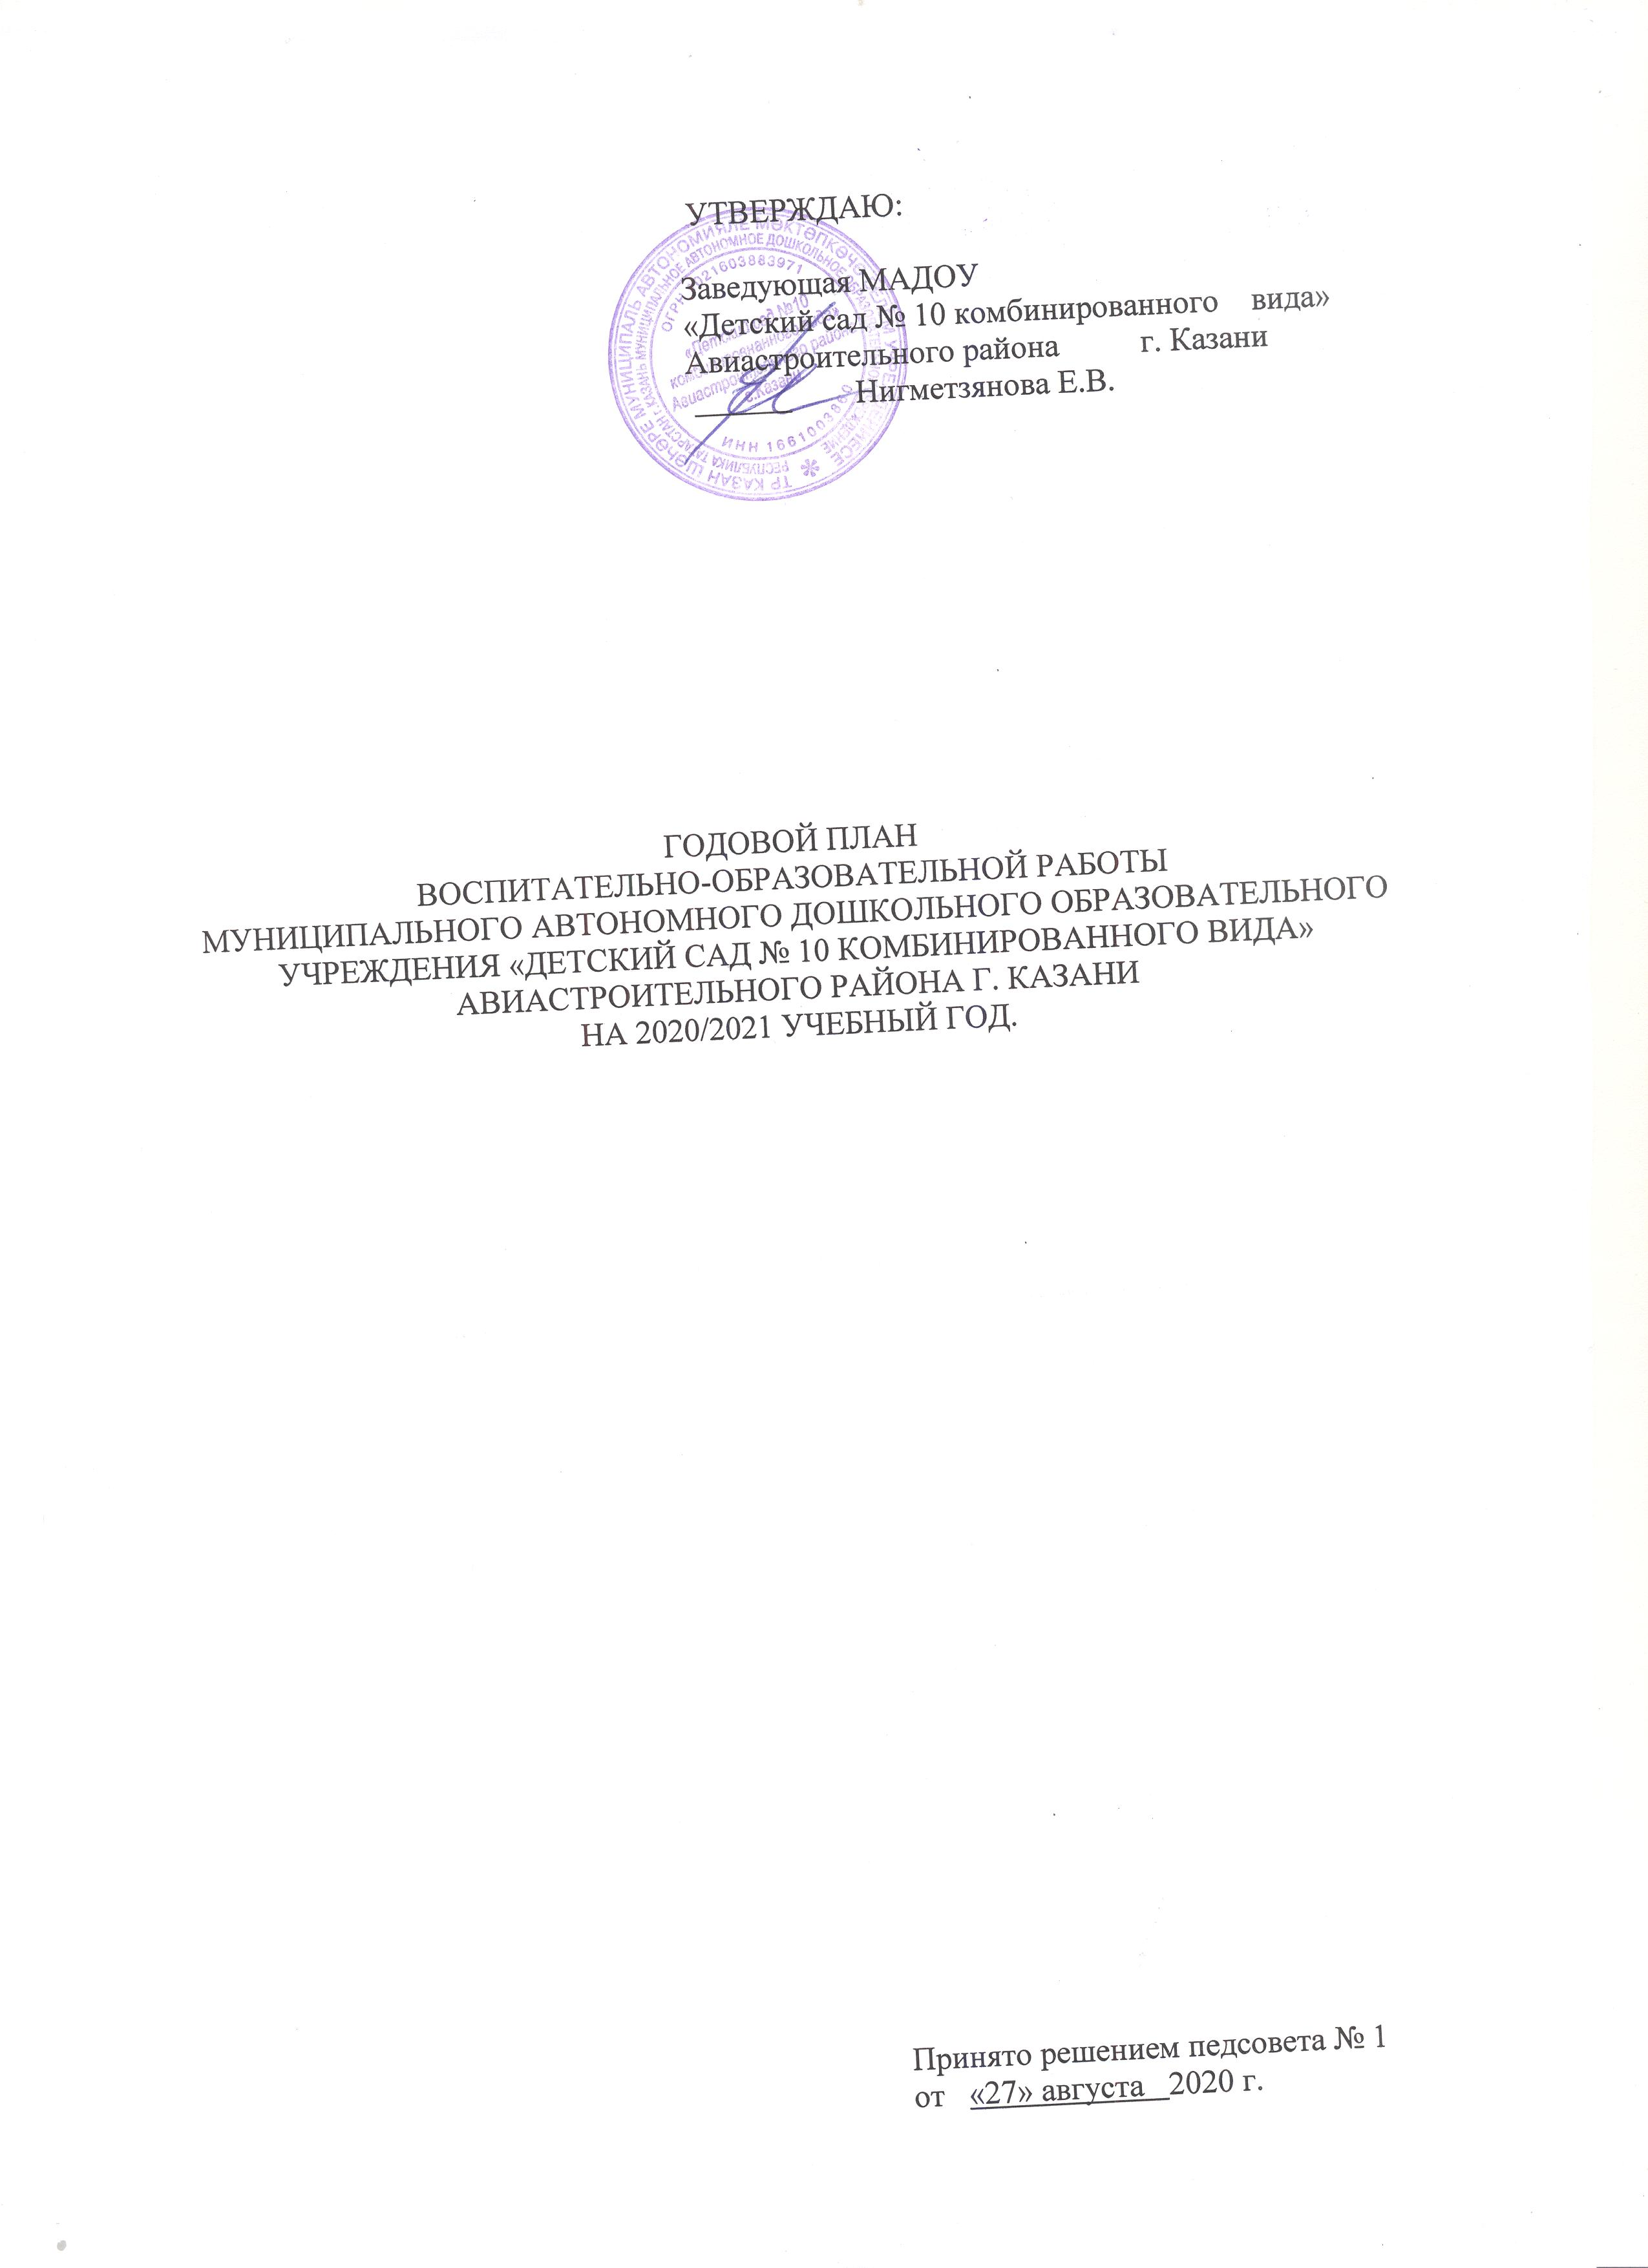 УТВЕРЖДАЮ:
Заведующая МАДОУ
«Детский сад № 10 комбинированного вида»
Авиастроительного района г. Казани
Нигметзянова Е.В.
ГОДОВОЙ ПЛАН
ВОСПИТАТЕЛЬНО-ОБРАЗОВАТЕЛЬНОЙ РАБОТЫ
МУНИЦИПАЛЬНОГО АВТОНОМНОГО ДОШКОЛЬНОГО ОБРАЗОВАТЕЛЬНОГО
УЧРЕЖДЕНИЯ «ДЕТСКИЙ САД № 10 КОМБИНИРОВАННОГО ВИДА»
АВИАСТРОИТЕЛЬНОГО РАЙОНА Г. КАЗАНИ
НА 2020/2021 УЧЕБНЫЙ ГОД.
Принято решением педсовета № 1
от «27» августа 2020 г.